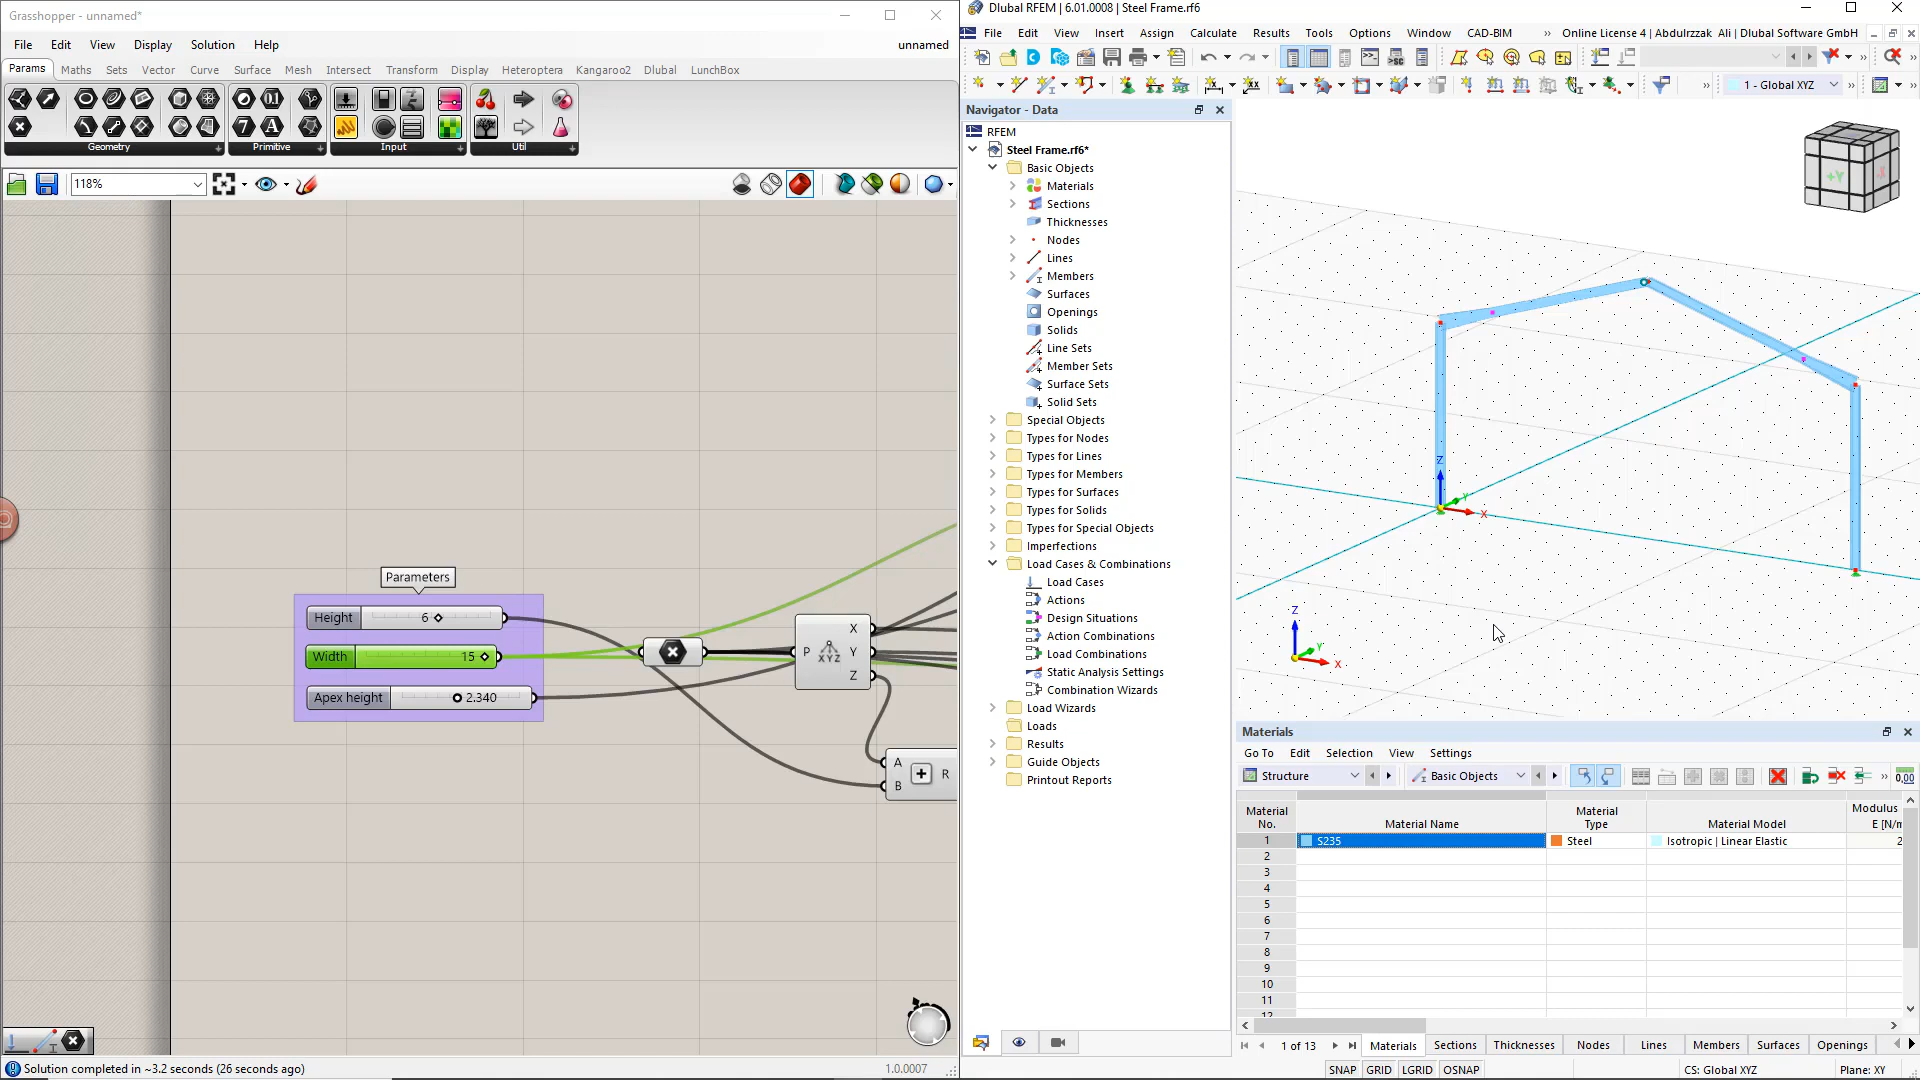 Grasshopper - unnamed*
File Edit View Display Solution Help
unnamed
Params Maths Sets Vector Curve Surface Mesh Intersect Transform Display Heteroptera Kangaroo2 Dlubal LunchBox
Geometry Primitive Input Util
118%
Parameters
Height 6
Width 15
Apex height 2.340
P X Y Z
XYZ
A B R
Solution completed in ~3.2 seconds (26 seconds ago)
1.0.0007
Dlubal RFEM | 6.01.0008 | Steel Frame.rf6
File Edit View Insert Assign Calculate Results Tools Options Window CAD-BIM » Online License 4 | Abdulrzzak Ali | Dlubal Software GmbH
1 - Global XYZ
Navigator - Data
RFEM
Steel Frame.rf6*
Basic Objects
Materials
Sections
Thicknesses
Nodes
Lines
Members
Surfaces
Openings
Solids
Line Sets
Member Sets
Surface Sets
Solid Sets
Special Objects
Types for Nodes
Types for Lines
Types for Members
Types for Surfaces
Types for Solids
Types for Special Objects
Imperfections
Load Cases & Combinations
Load Cases
Actions
Design Situations
Action Combinations
Load Combinations
Static Analysis Settings
Combination Wizards
Load Wizards
Loads
Results
Guide Objects
Printout Reports
+Y -X
Z
Y
X
Z
Y
X
Materials
Go To Edit Selection View Settings
Structure Basic Objects
Material No. Material Name Material Type Material Model Modulus E [N/m
1 S235 Steel Isotropic | Linear Elastic 2
2
3
4
5
6
7
8
9
10
11
12
1 of 13 Materials Sections Thicknesses Nodes Lines Members Surfaces Openings
SNAP GRID LGRID OSNAP CS: Global XYZ Plane: XY